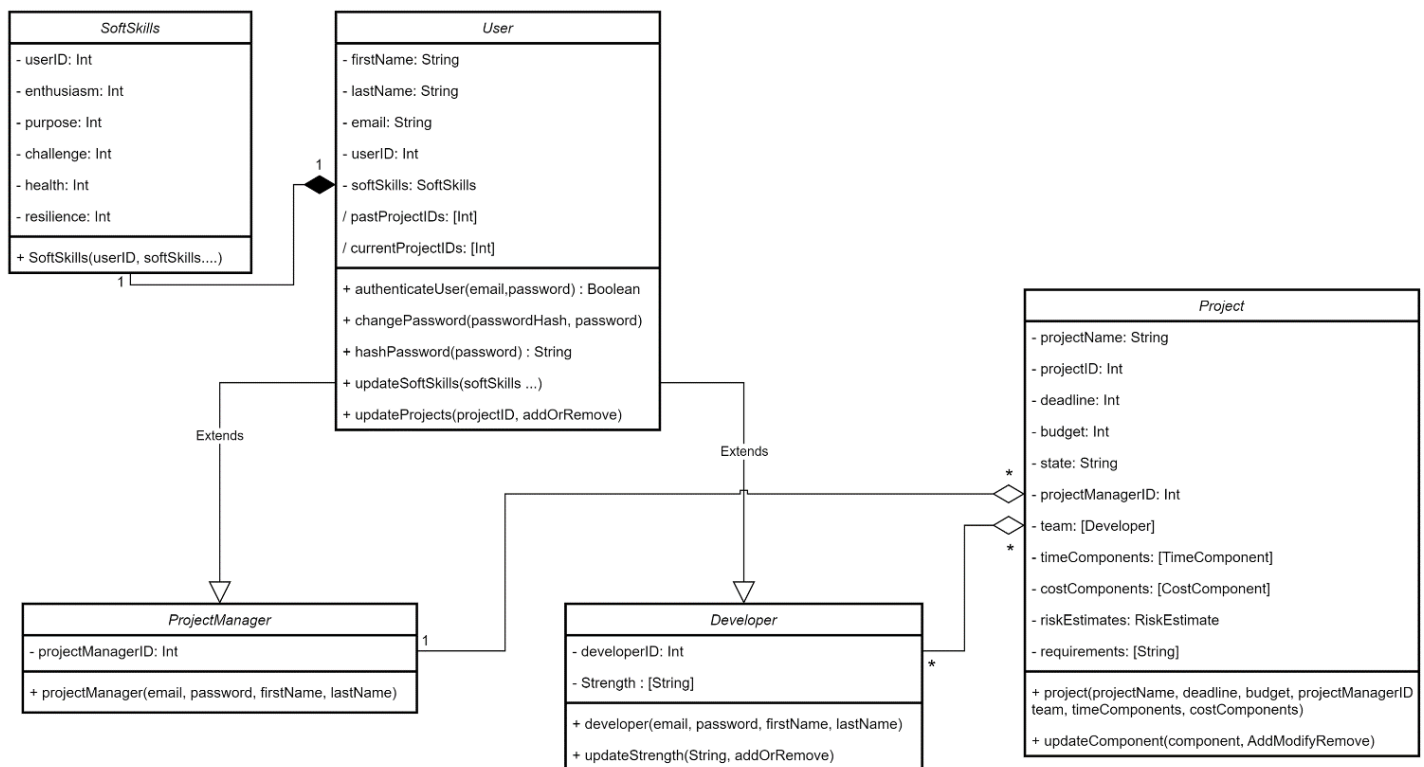 SoftSkills
- userID: Int
- enthusiasm: Int
- purpose: Int
- challenge: Int
- health: Int
- resilience: Int
+ SoftSkills(userID, softSkills....)
1
1
User
- firstName: String
- lastName: String
- email: String
- userID: Int
- softSkills: SoftSkills
/ pastProjectIDs: [Int]
/ currentProjectIDs: [Int]
+ authenticateUser(email,password) : Boolean
+ changePassword(passwordHash, password)
+ hashPassword(password) : String
+ updateSoftSkills(softSkills ...)
+ updateProjects(projectID, addOrRemove)
Extends
Extends
Project
- projectName: String
- projectID: Int
- deadline: Int
- budget: Int
- state: String
- projectManagerID: Int
- team: [Developer]
- timeComponents: [TimeComponent]
- costComponents: [CostComponent]
- riskEstimates: RiskEstimate
- requirements: [String]
+ project(projectName, deadline, budget, projectManagerID
team, timeComponents, costComponents)
+ updateComponent(component, AddModifyRemove)
*
*
ProjectManager
- projectManagerID: Int
+ projectManager(email, password, firstName, lastName)
1
Developer
- developerID: Int
- Strength : [String]
+ developer(email, password, firstName, lastName)
+ updateStrength(String, addOrRemove)
*